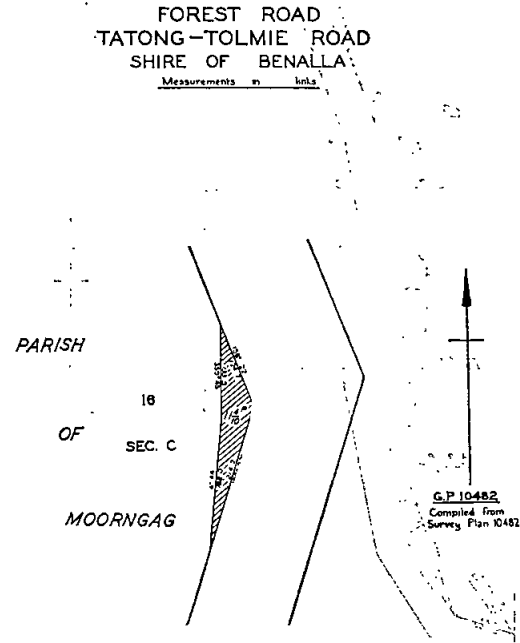 FOREST ROAD
TATONG-TOLMIE ROAD
SHIRE OF BENALLA
Measurements in links
PARISH
16
OF
SEC. C
MOORNGAG
G.P 10482
Compiled from
Survey Plan 10482